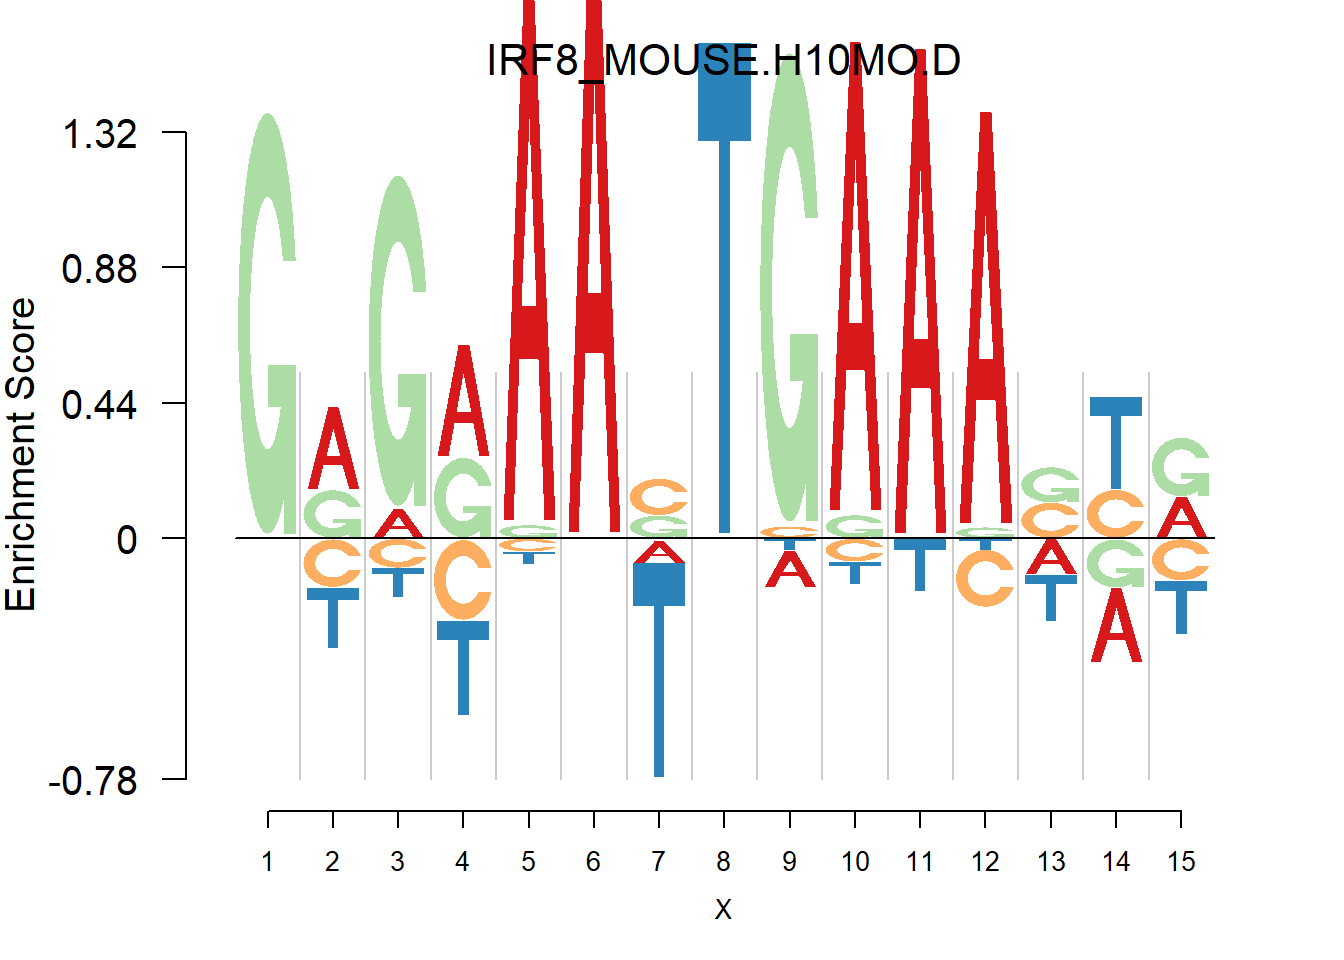 IRF8_MOUSE.H10MO.D
Enrichment Score
1.32
0.88
0.44
0
-0.78
G
A G C T
G A C T
A G C T
A G C T
A
C G A T
T
G C T A
A G C T
A T
A G T C
G C A T
T C G A
G A C T
1 2 3 4 5 6 7 8 9 10 11 12 13 14 15
X